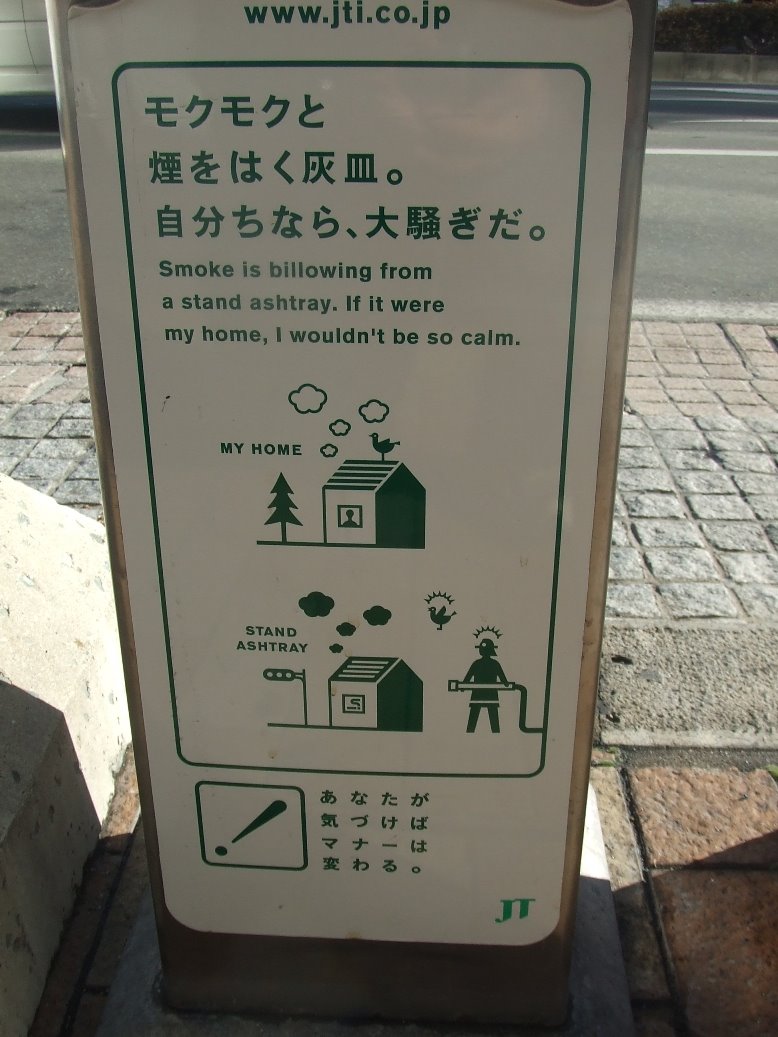 www.jti.co.jp
モクモクと
煙をはく灰皿。
自分ちなら、大騒ぎだ。
Smoke is billowing from
a stand ashtray. If it were
my home, I wouldn't be so calm.
MY HOME
STAND
ASHTRAY
S
あなたが
気づけば
マナーは
変わる。
JT